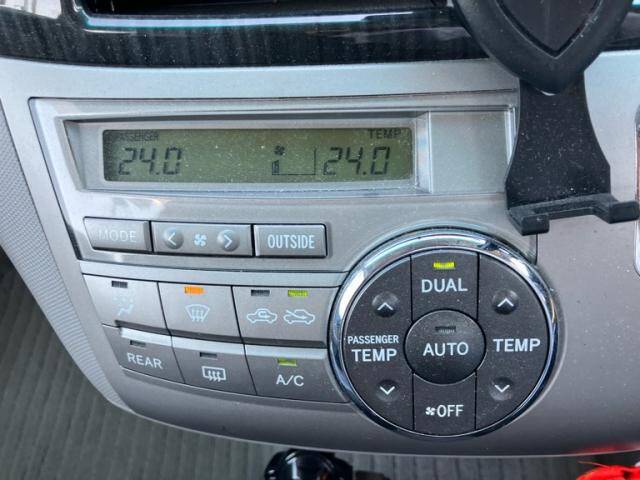 PASSENGER TEMP
24.0 24.0
MODE OUTSIDE
DUAL
PASSENGER
TEMP AUTO TEMP
REAR A/C
OFF